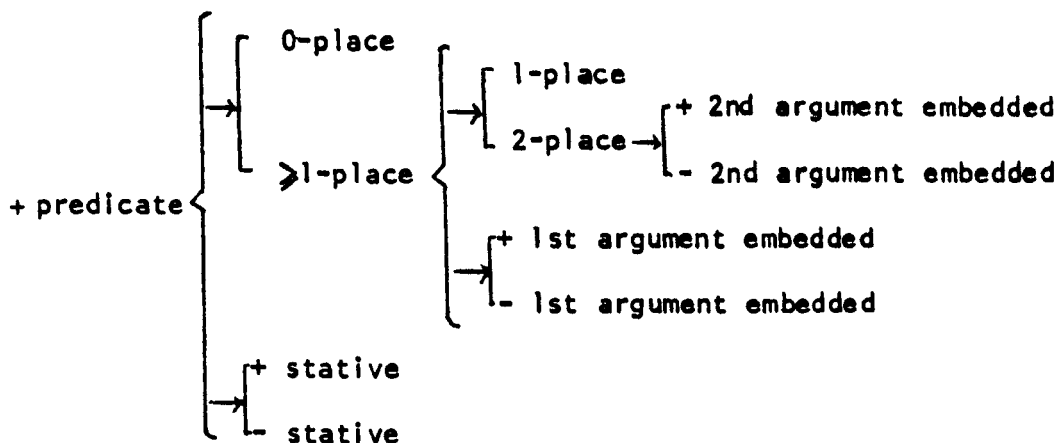 0-place
1-place
+ 2nd argument embedded
2-place
⩾1-place
- 2nd argument embedded
+ predicate
+ 1st argument embedded
- 1st argument embedded
+ stative
- stative